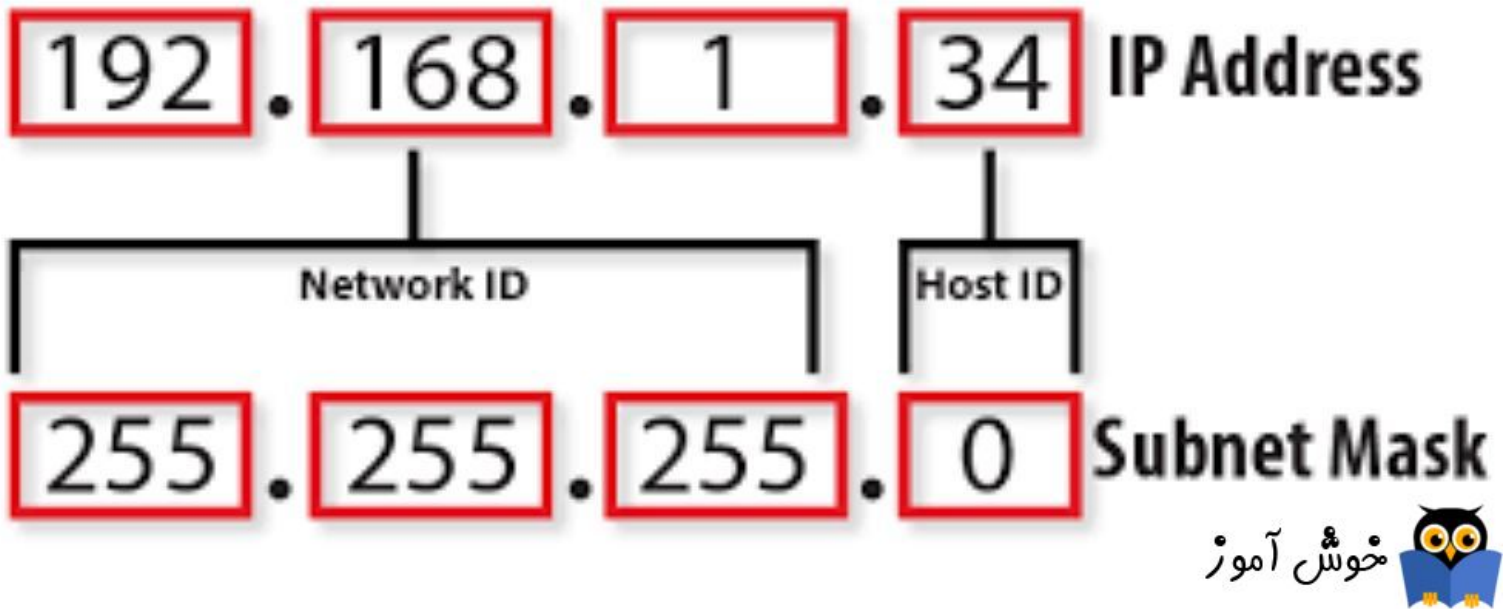 192 . 168 . 1 . 34 IP Address
Network ID Host ID
255 . 255 . 255 . 0 Subnet Mask
خوش آموز